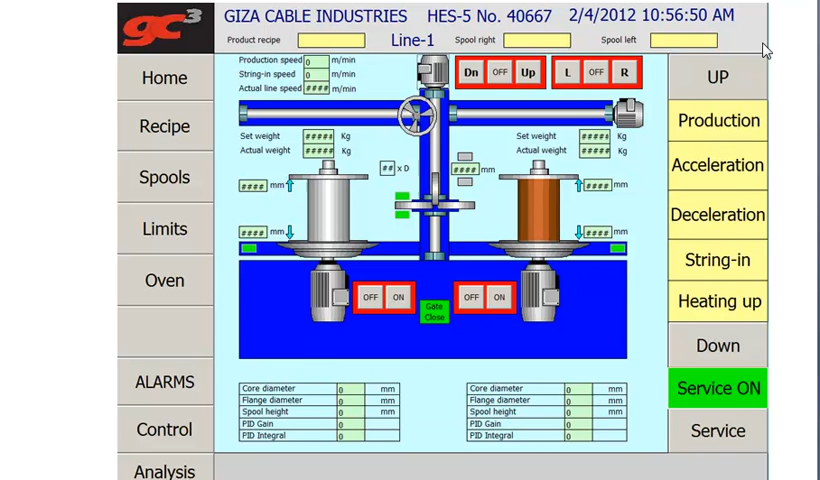 gc3
GIZA CABLE INDUSTRIES HES-5 No. 40667 2/4/2012 10:56:50 AM
Product recipe Line-1 Spool right Spool left
Home
Recipe
Spools
Limits
Oven
ALARMS
Control
Analysis
Production speed 0 m/min
String-in speed 0 m/min
Actual line speed #### m/min
Dn OFF Up
L OFF R
Set weight ##### Kg
Actual weight ##### Kg
Set weight ##### Kg
Actual weight ##### Kg
## x D
#### mm
#### mm
#### mm
#### mm
#### mm
OFF ON
OFF ON
Gate
Close
Core diameter 0 mm
Flange diameter 0 mm
Spool height 0 mm
PID Gain 0
PID Integral 0
Core diameter 0 mm
Flange diameter 0 mm
Spool height 0 mm
PID Gain 0
PID Integral 0
UP
Production
Acceleration
Deceleration
String-in
Heating up
Down
Service ON
Service